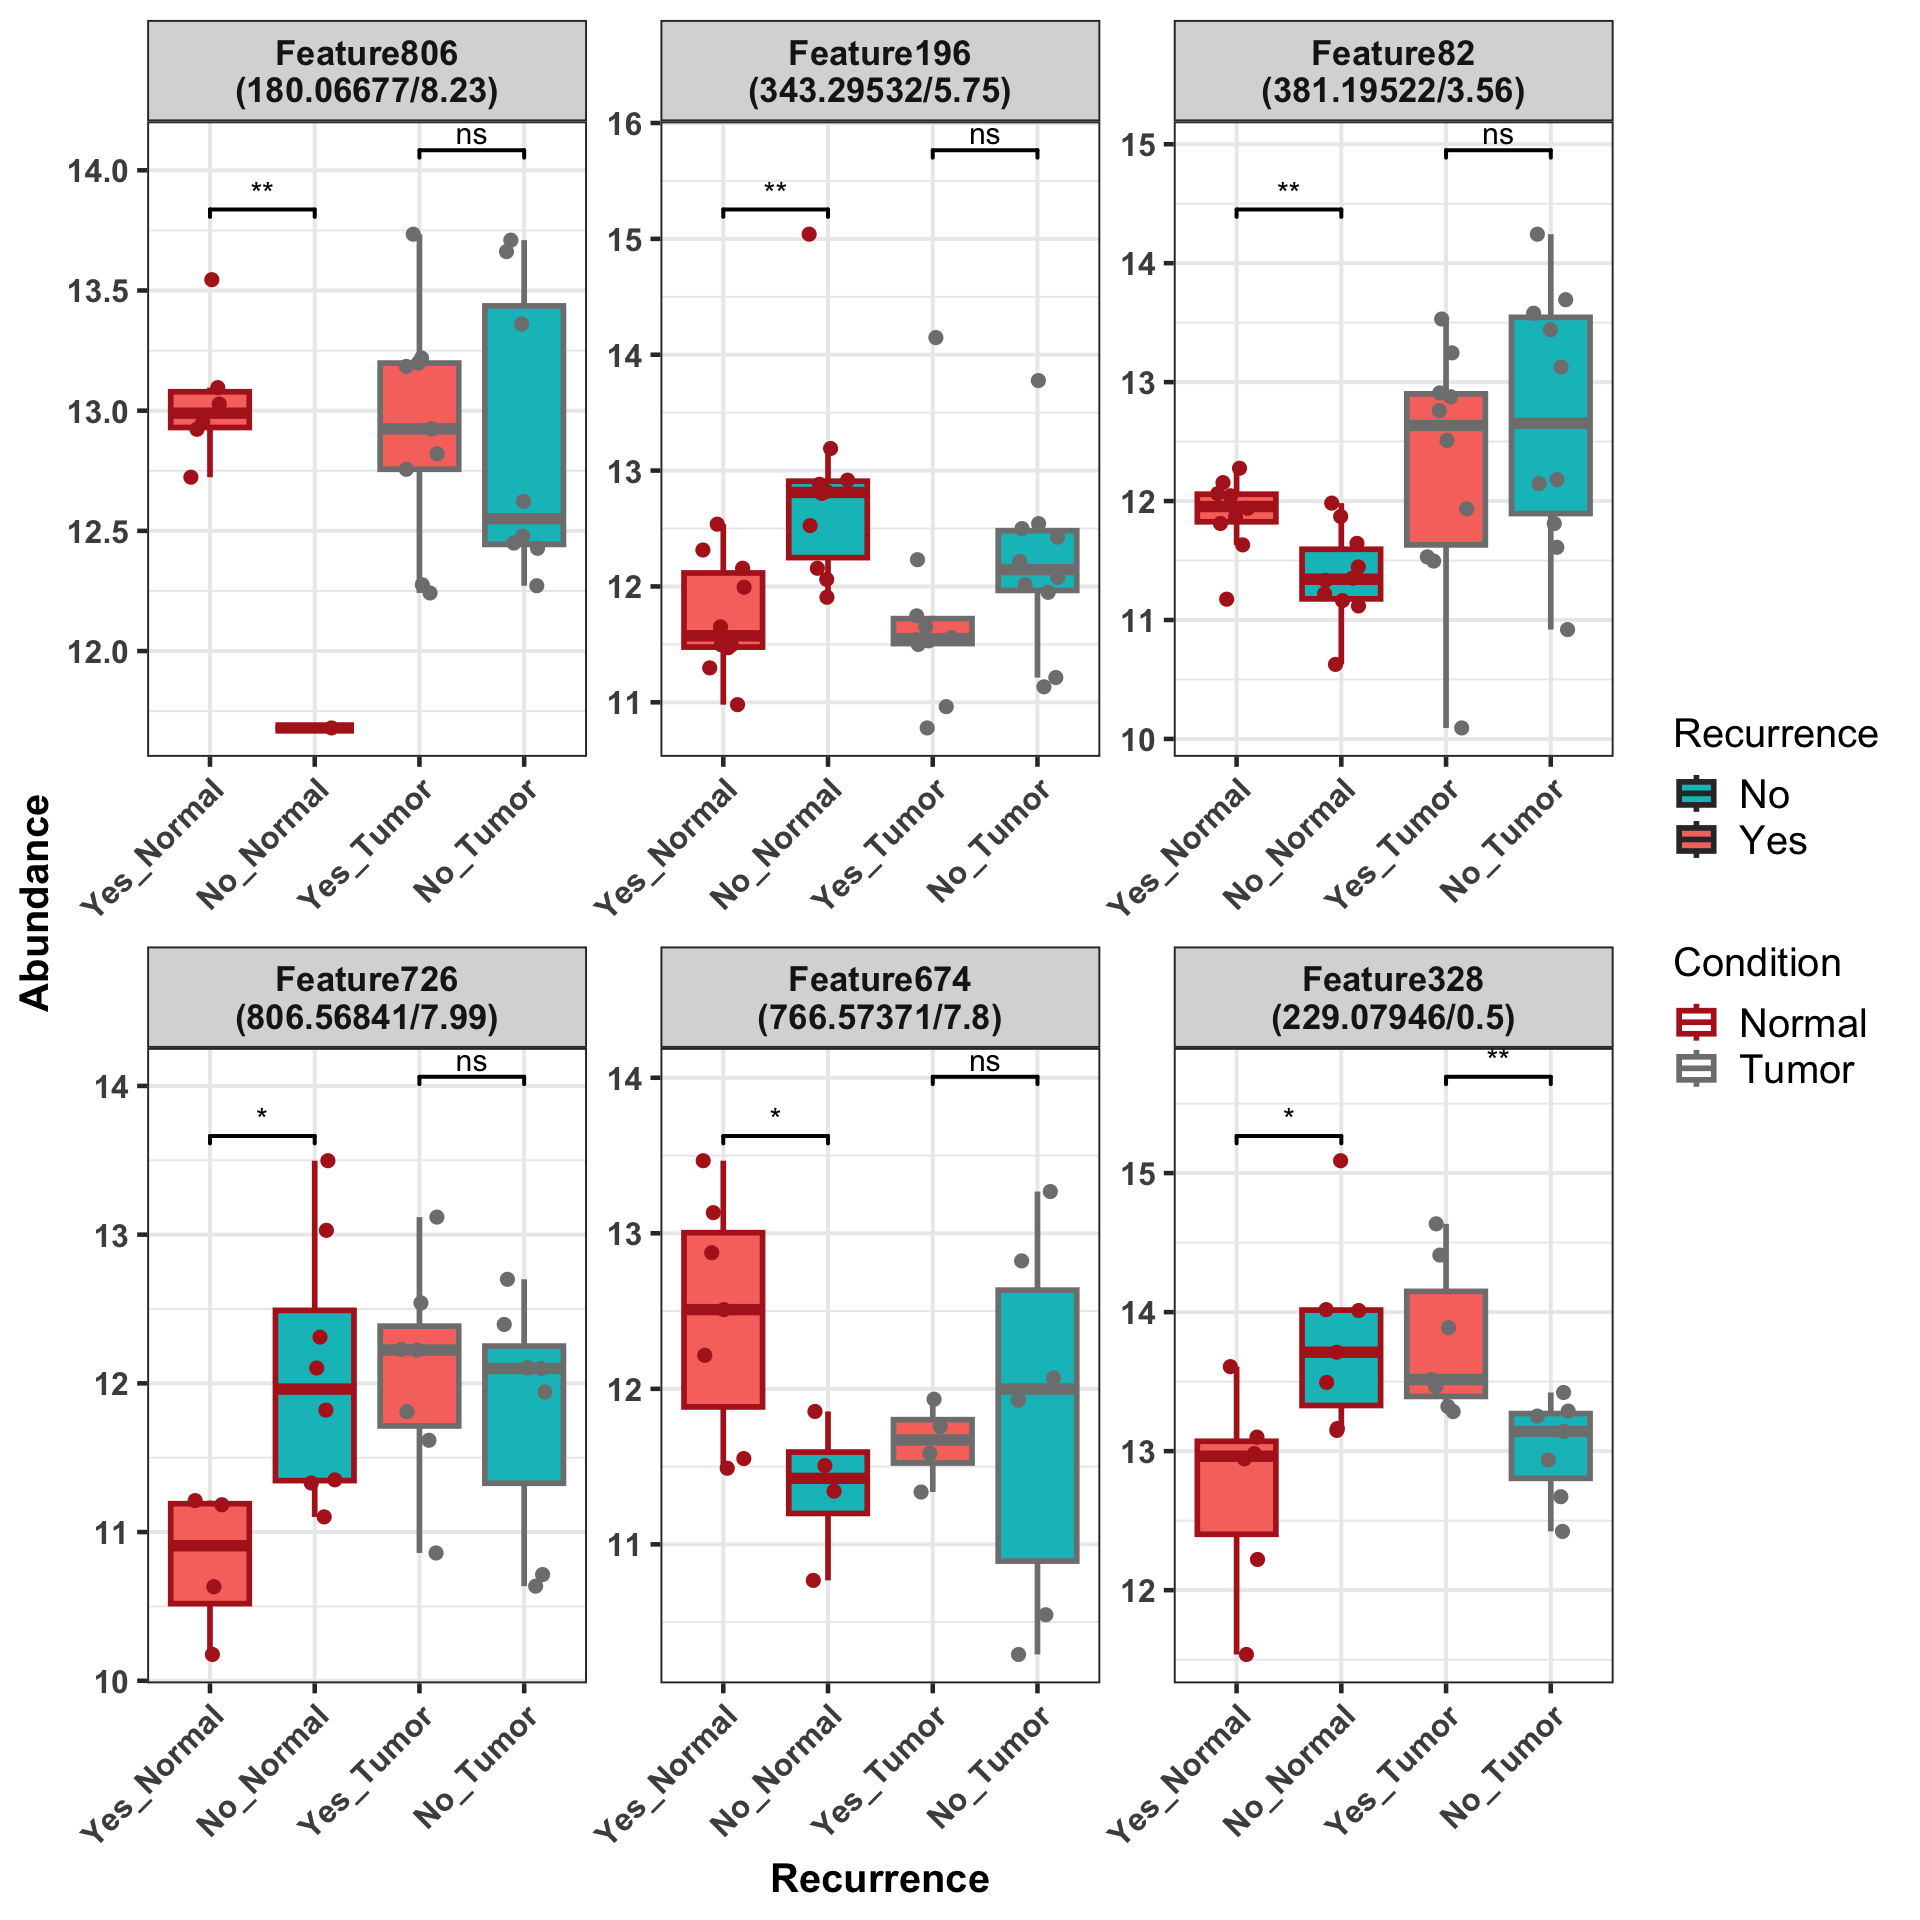 Feature806
(180.06677/8.23)
Feature196
(343.29532/5.75)
Feature82
(381.19522/3.56)
ns
**
14.0
13.5
13.0
12.5
12.0
Yes_Normal
No_Normal
Yes_Tumor
No_Tumor
ns
**
16
15
14
13
12
11
Yes_Normal
No_Normal
Yes_Tumor
No_Tumor
ns
**
15
14
13
12
11
10
Yes_Normal
No_Normal
Yes_Tumor
No_Tumor
Abundance
Feature726
(806.56841/7.99)
Feature674
(766.57371/7.8)
Feature328
(229.07946/0.5)
ns
*
14
13
12
11
10
Yes_Normal
No_Normal
Yes_Tumor
No_Tumor
ns
*
14
13
12
11
Yes_Normal
No_Normal
Yes_Tumor
No_Tumor
**
*
15
14
13
12
Yes_Normal
No_Normal
Yes_Tumor
No_Tumor
Recurrence
Recurrence
No
Yes
Condition
Normal
Tumor